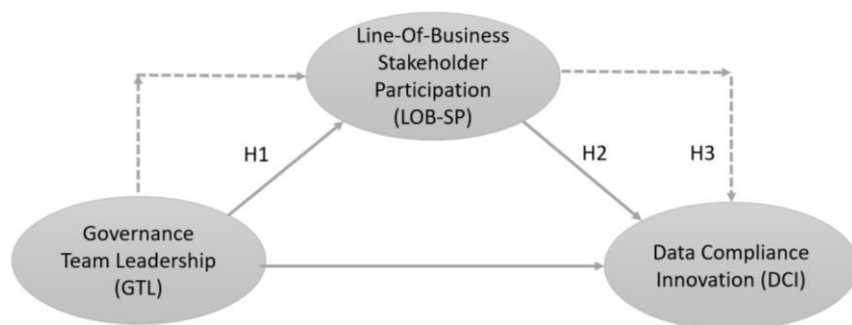 Line-Of-Business
Stakeholder
Participation
(LOB-SP)
H1
H2
H3
Governance
Team Leadership
(GTL)
Data Compliance
Innovation (DCI)